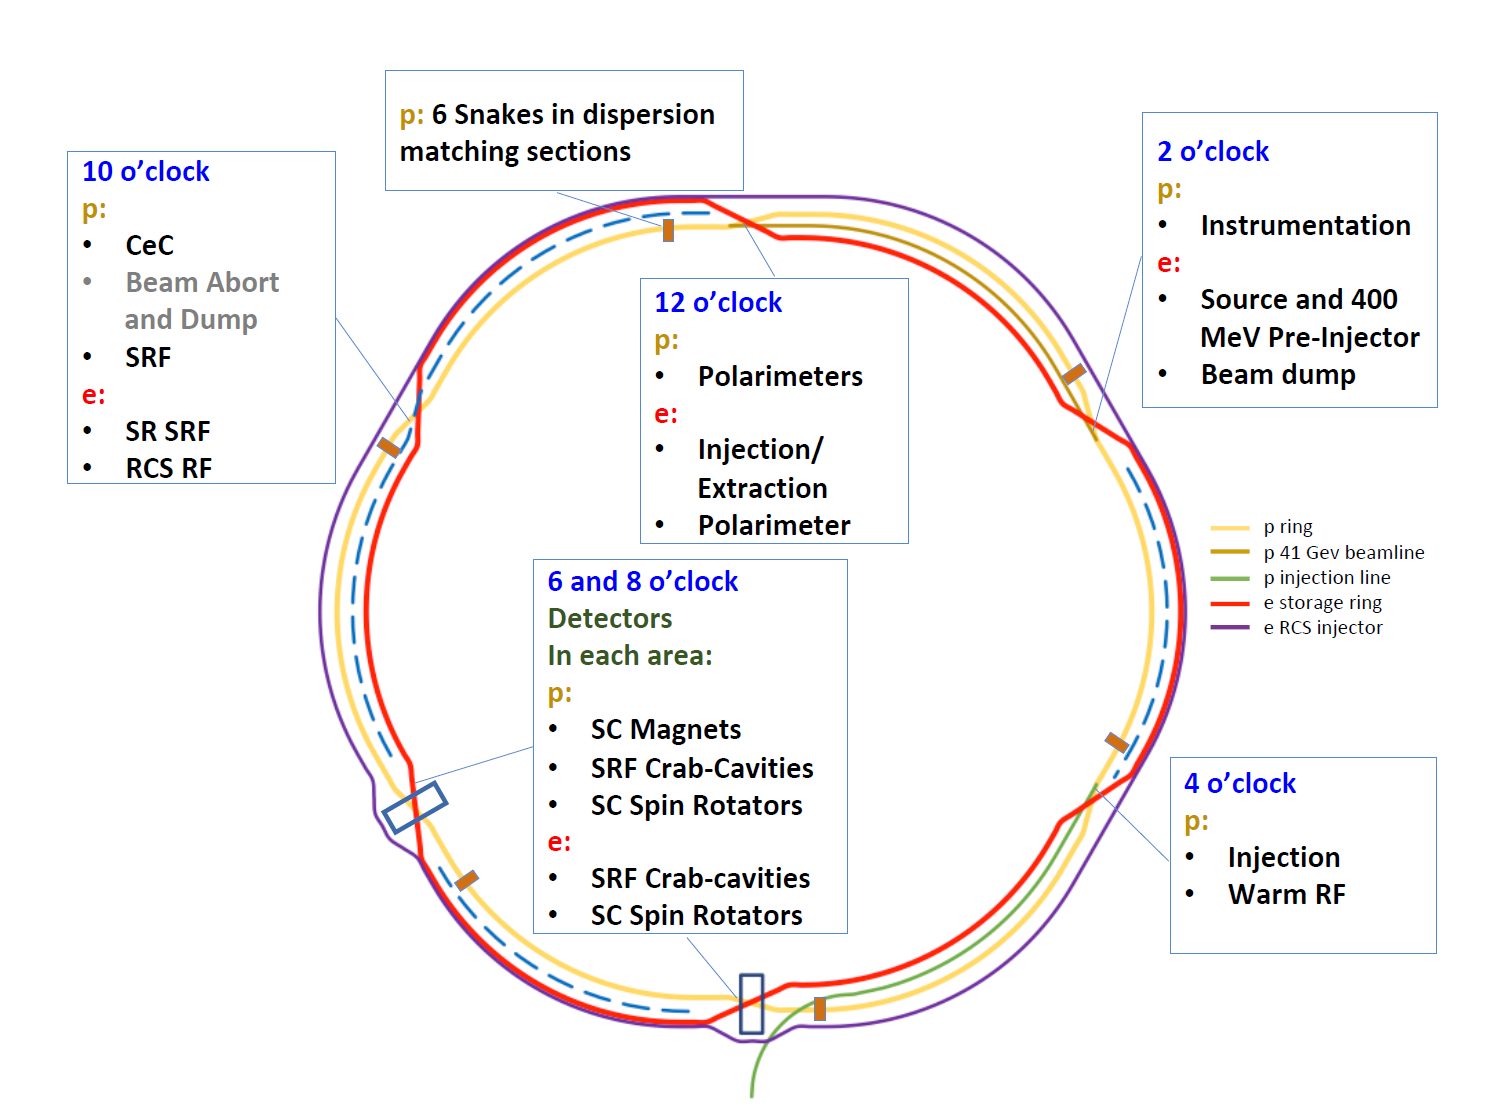 p: 6 Snakes in dispersion
matching sections
10 o’clock
p:
• CeC
• Beam Abort
and Dump
• SRF
e:
• SR SRF
• RCS RF
2 o’clock
p:
• Instrumentation
e:
• Source and 400
MeV Pre-Injector
• Beam dump
12 o’clock
p:
• Polarimeters
e:
• Injection/
Extraction
• Polarimeter
6 and 8 o’clock
Detectors
In each area:
p:
• SC Magnets
• SRF Crab-Cavities
• SC Spin Rotators
e:
• SRF Crab-cavities
• SC Spin Rotators
p ring
p 41 Gev beamline
p injection line
e storage ring
e RCS injector
4 o’clock
p:
• Injection
• Warm RF